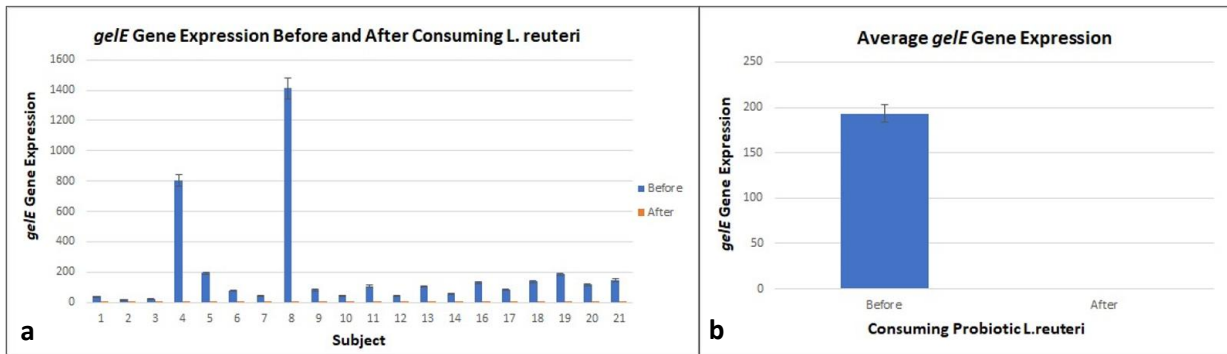 gelE Gene Expression Before and After Consuming L. reuteri
gelE Gene Expression
1600
1400
1200
1000
800
600
400
200
0
1 2 3 4 5 6 7 8 9 10 11 12 13 14 16 17 18 19 20 21
Subject
Before
After
a
Average gelE Gene Expression
gelE Gene Expression
250
200
150
100
50
0
Before After
Consuming Probiotic L.reuteri
b